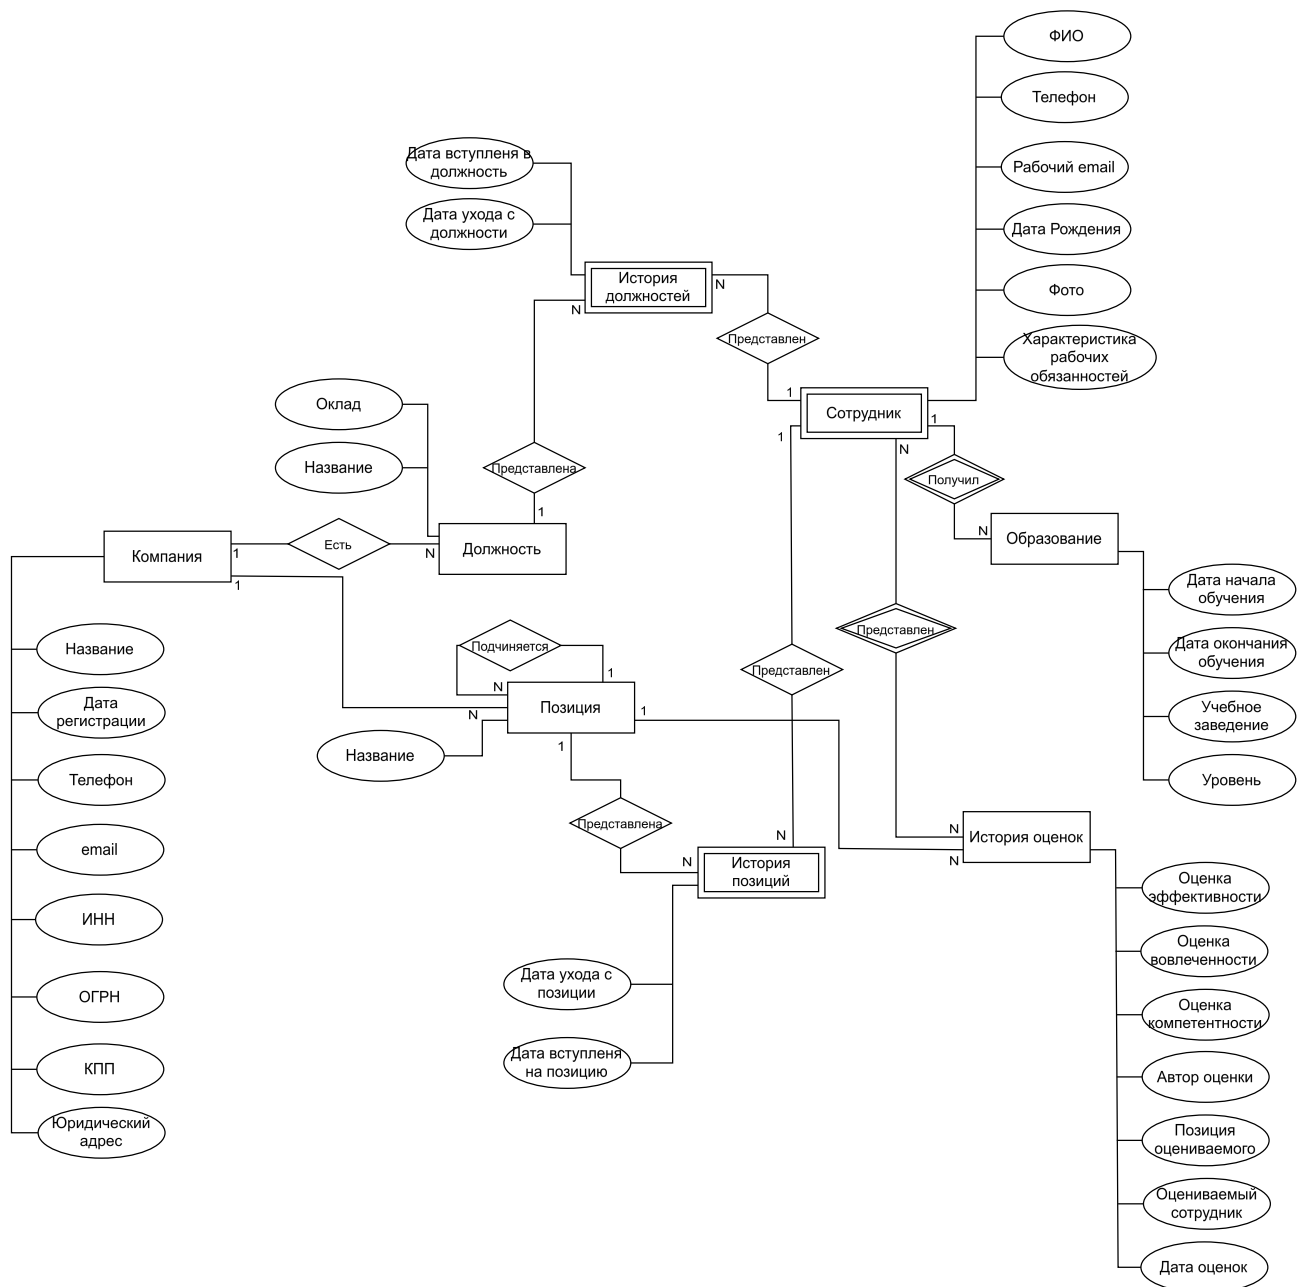 ФИО
Телефон
Рабочий email
Дата Рождения
Фото
Характеристика
рабочих
обязанностей
Дата вступленя в
должность
Дата ухода с
должности
История
должностей
N
N
Представлен
1
Сотрудник
1
1
N
Получил
N
Образование
Дата начала
обучения
Дата окончания
обучения
Учебное
заведение
Уровень
Оклад
Название
Представлена
1
Должность
N
Есть
1
Компания
1
Название
Дата
регистрации
Телефон
email
ИНН
ОГРН
КПП
Юридический
адрес
Подчиняется
N
1
Позиция
N
1
1
Название
Представлена
N
Представлен
N
История
позиций
Дата ухода с
позиции
Дата вступленя
на позицию
Представлен
N
N
История оценок
Оценка
эффективности
Оценка
вовлеченности
Оценка
компетентности
Автор оценки
Позиция
оцениваемого
Оцениваемый
сотрудник
Дата оценок